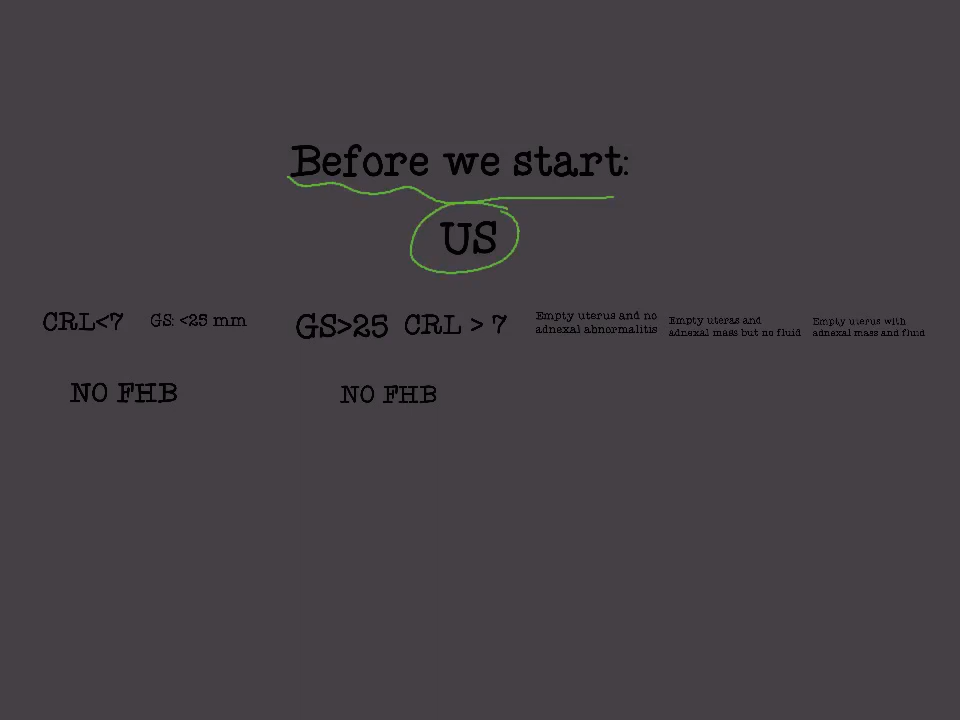 Before we start:
US
CRL<7
GS: <25 mm
GS>25
CRL > 7
Empty uterus and no
adnexal abnormalitis
Empty uteras and
adnexal mass but no fluid
Empty uterus with
adnexal mass and fluid
NO FHB
NO FHB